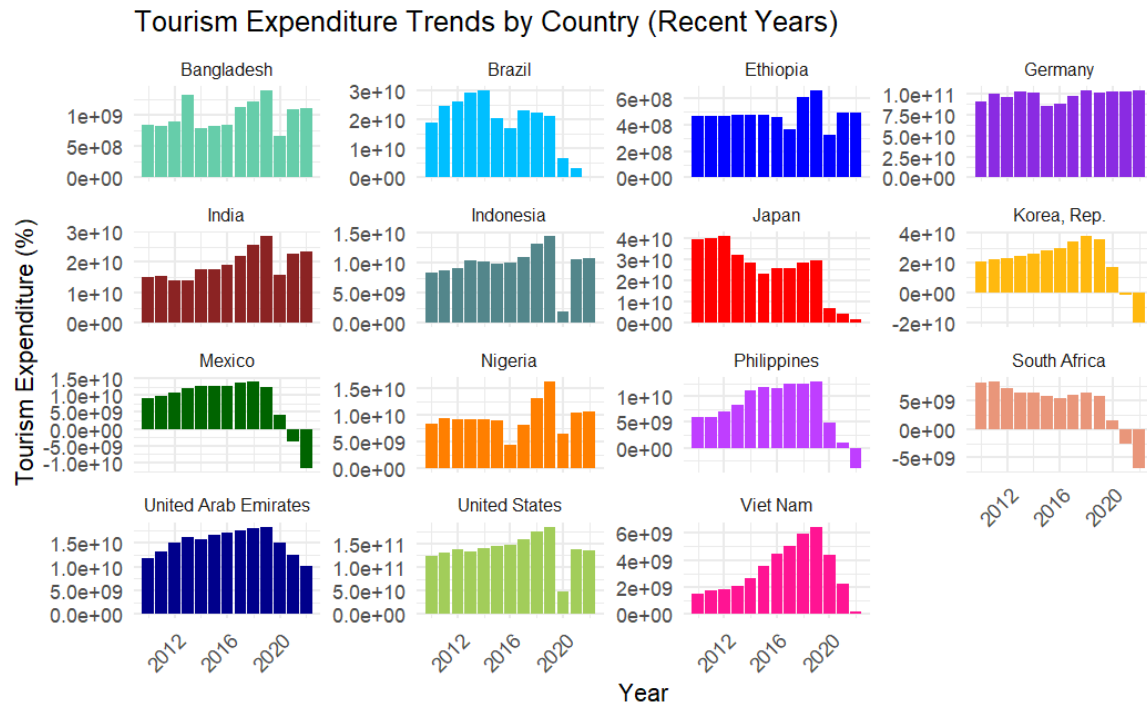 Tourism Expenditure Trends by Country (Recent Years)
Bangladesh
1e+09
5e+08
0e+00
Brazil
3e+10
2e+10
1e+10
0e+00
Ethiopia
6e+08
4e+08
2e+08
0e+00
Germany
1.0e+11
7.5e+10
5.0e+10
2.5e+10
0.0e+00
India
3e+10
2e+10
1e+10
0e+00
Indonesia
1.5e+10
1.0e+10
5.0e+09
0.0e+00
Japan
4e+10
3e+10
2e+10
1e+10
0e+00
Korea, Rep.
4e+10
2e+10
0e+00
-2e+10
Mexico
1.5e+10
1.0e+10
5.0e+09
0.0e+00
-5.0e+09
-1.0e+10
Nigeria
1.5e+10
1.0e+10
5.0e+09
0.0e+00
Philippines
1e+10
5e+09
0e+00
South Africa
5e+09
0e+00
-5e+09
2012 2016 2020
United Arab Emirates
1.5e+10
1.0e+10
5.0e+09
0.0e+00
2012 2016 2020
United States
1.5e+11
1.0e+11
5.0e+10
0.0e+00
2012 2016 2020
Viet Nam
6e+09
4e+09
2e+09
0e+00
2012 2016 2020
Tourism Expenditure (%)
Year